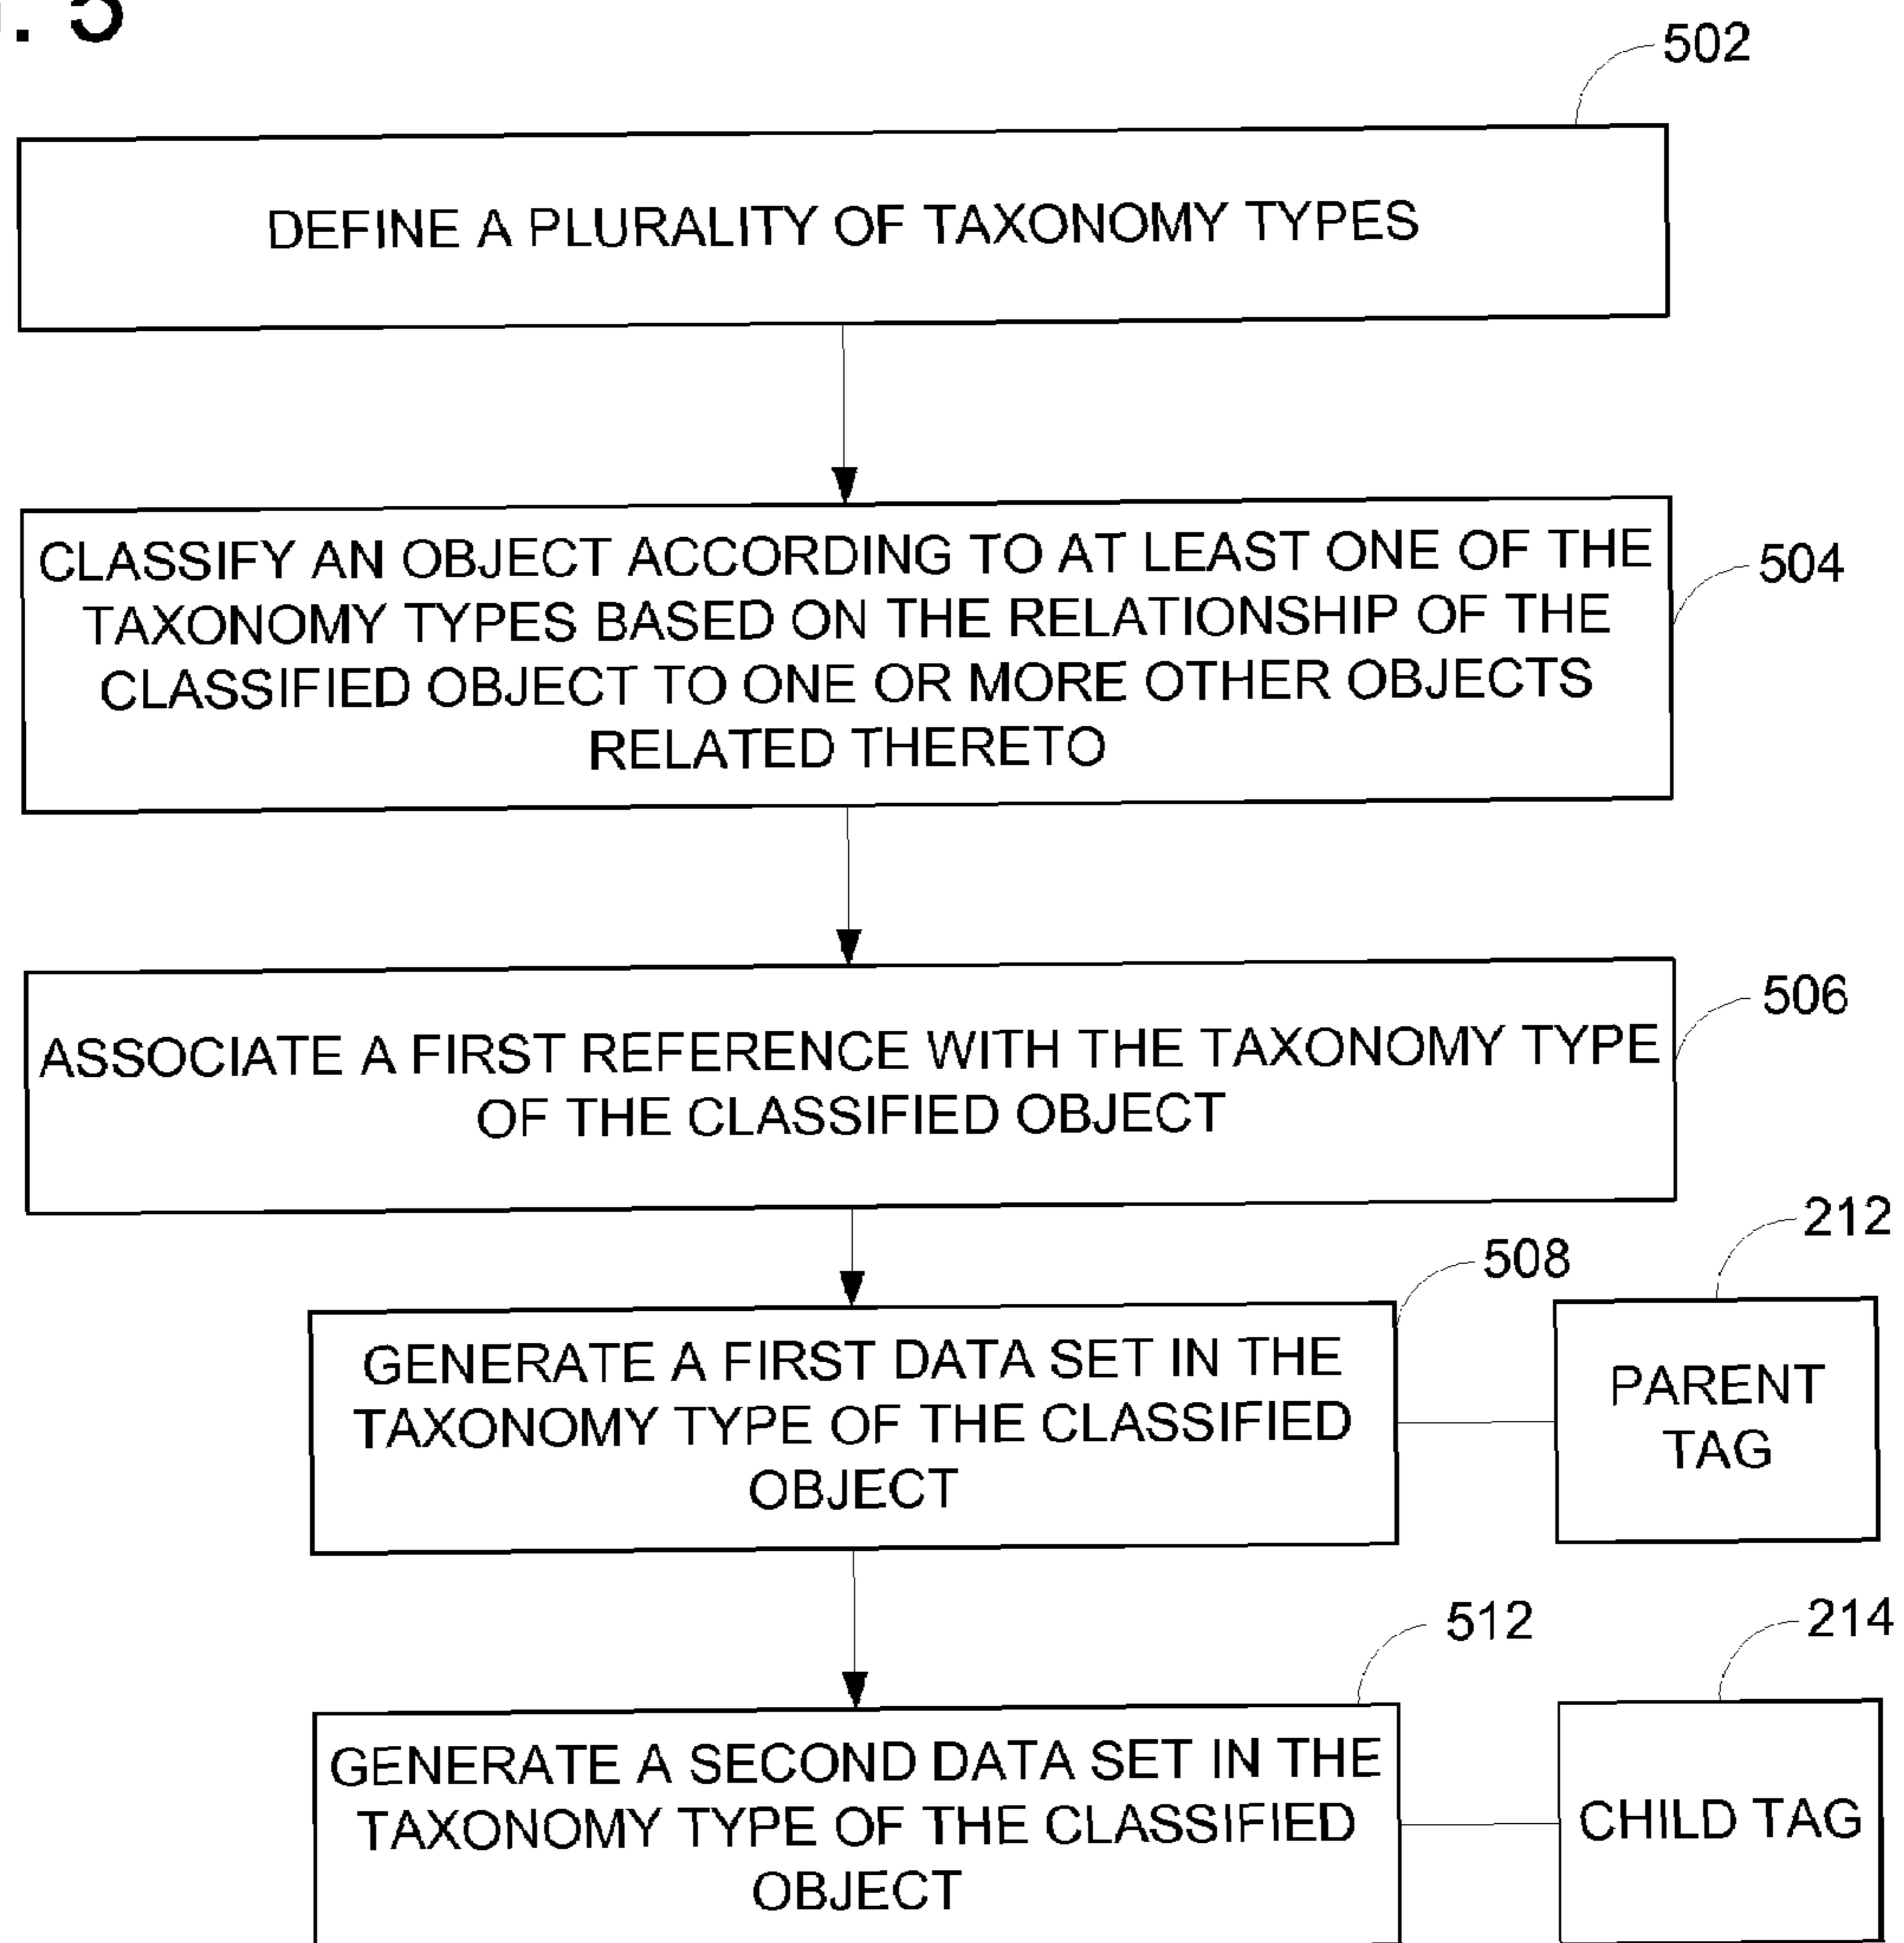 . 5
502
DEFINE A PLURALITY OF TAXONOMY TYPES
CLASSIFY AN OBJECT ACCORDING TO AT LEAST ONE OF THE
TAXONOMY TYPES BASED ON THE RELATIONSHIP OF THE
CLASSIFIED OBJECT TO ONE OR MORE OTHER OBJECTS
RELATED THERETO
504
ASSOCIATE A FIRST REFERENCE WITH THE TAXONOMY TYPE
OF THE CLASSIFIED OBJECT
506
508
GENERATE A FIRST DATA SET IN THE
TAXONOMY TYPE OF THE CLASSIFIED
OBJECT
212
PARENT
TAG
512
GENERATE A SECOND DATA SET IN THE
TAXONOMY TYPE OF THE CLASSIFIED
OBJECT
214
CHILD TAG